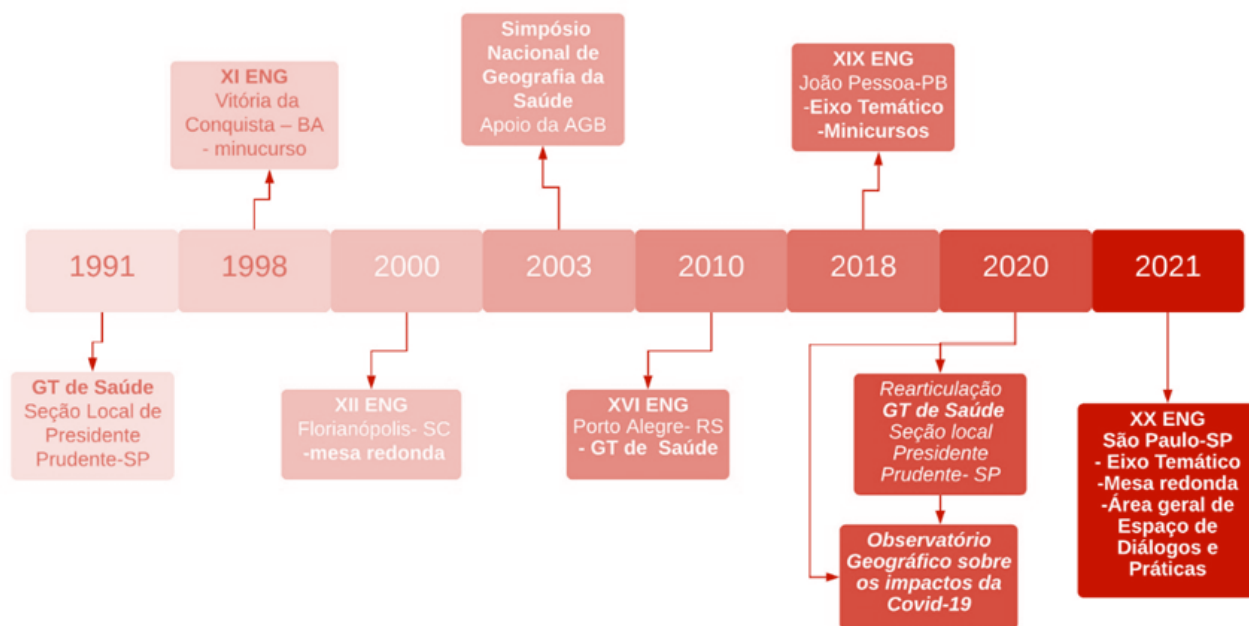 XI ENG
Vitória da
Conquista – BA
- minucurso
Simpósio
Nacional de
Geografia da
Saúde
Apoio da AGB
XIX ENG
João Pessoa-PB
-Eixo Temático
-Minicursos
1991
1998
2000
2003
2010
2018
2020
2021
GT de Saúde
Seção Local de
Presidente
Prudente-SP
XII ENG
Florianópolis- SC
-mesa redonda
XVI ENG
Porto Alegre- RS
- GT de Saúde
Rearticulação
GT de Saúde
Seção local
Presidente
Prudente- SP
Observatório
Geográfico sobre
os impactos da
Covid-19
XX ENG
São Paulo-SP
- Eixo Temático
-Mesa redonda
-Área geral de
Espaço de
Diálogos e
Práticas